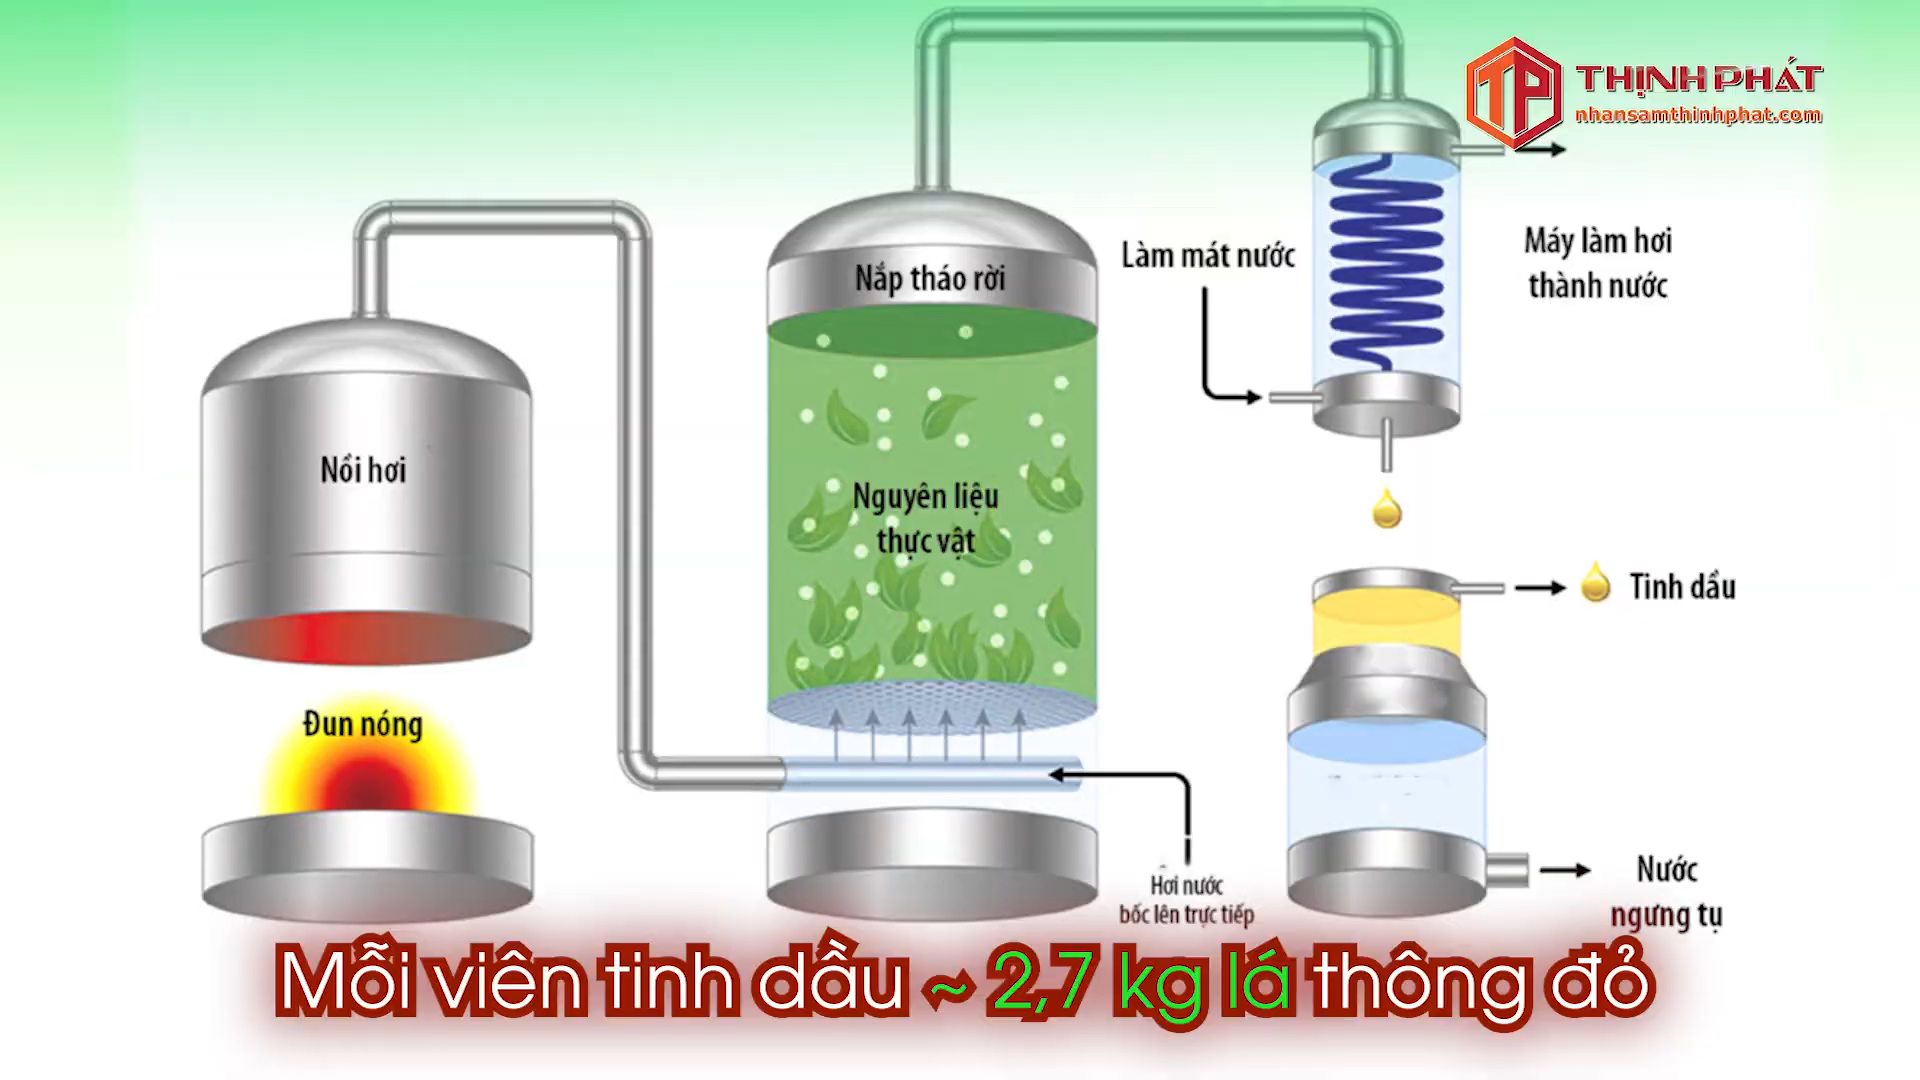 TP
THỊNH PHÁT
nhansamthinhphat.com
Làm mát nước
Máy làm hơi
thành nước
Nắp tháo rời
Nồi hơi
Nguyên liệu
thực vật
Tinh dầu
Đun nóng
Hơi nước
bốc lên trực tiếp
Nước
ngưng tụ
Mỗi viên tinh dầu ~ 2,7 kg lá thông đỏ